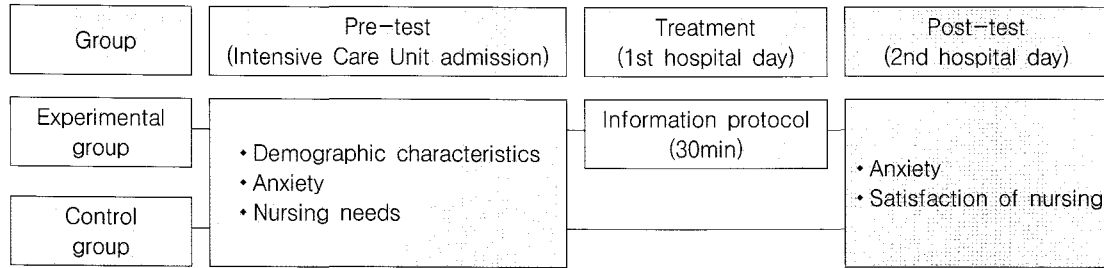 Group
Pre-test
(Intensive Care Unit admission)
Treatment
(1st hospital day)
Post-test
(2nd hospital day)
Experimental
group
• Demographic characteristics
• Anxiety
• Nursing needs
Information protocol
(30min)
• Anxiety
• Satisfaction of nursing
Control
group